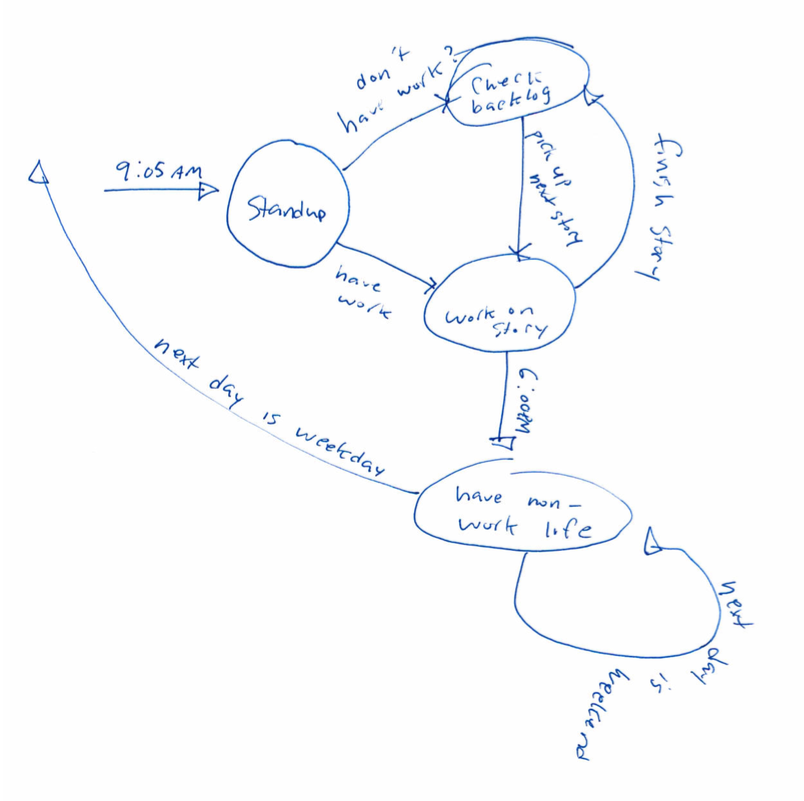 don't
have work?
Check
backlog
9:05 AM
Standup
pick up
next story
finish story
have
work
work on
story
6:00PM
next day is weekday
have non-
work life
next
day
is
weekend